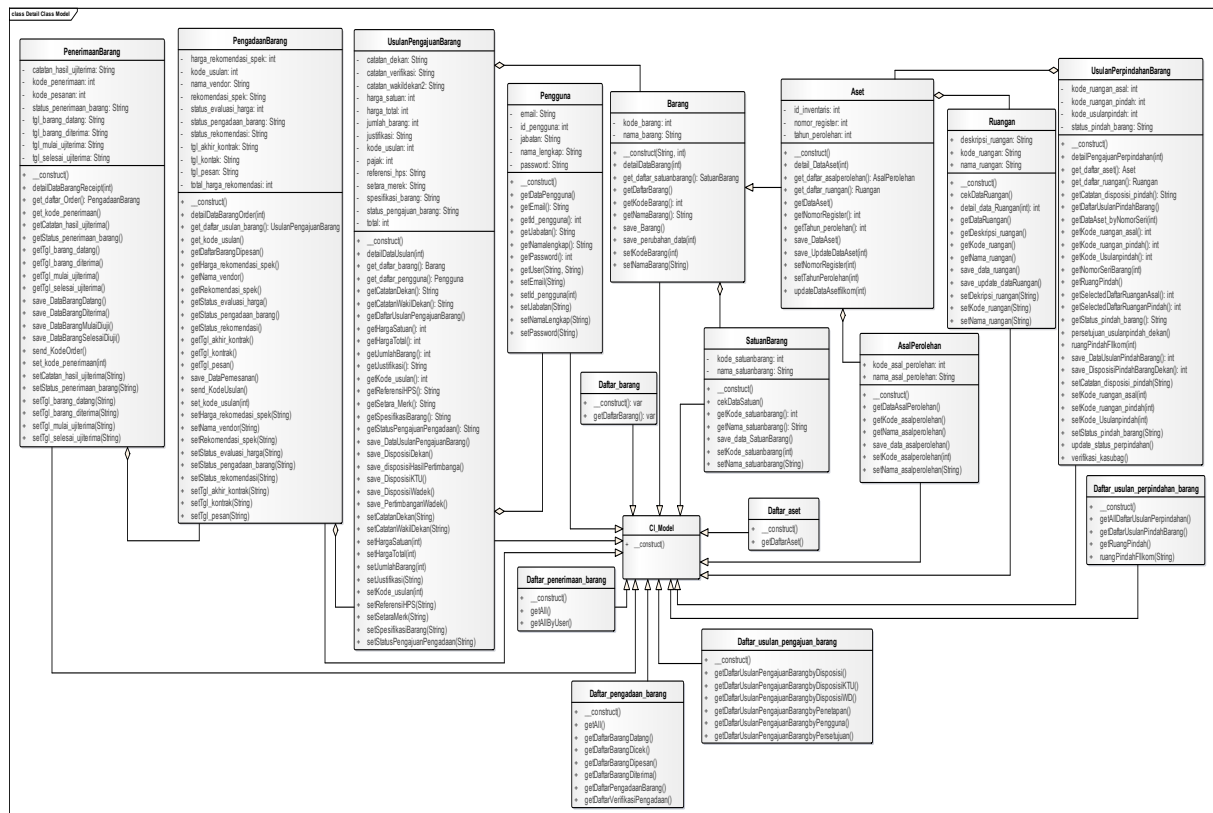 class Detail Class Model
PenerimaanBarang
- catatan_hasil_ujiterima: String
- kode_penerimaan: int
- kode_pesanan: int
- status_penerimaan_barang: String
- tgl_barang_datang: String
- tgl_barang_diterima: String
- tgl_mulai_ujiterima: String
- tgl_selesai_ujiterima: String
+ __construct()
+ detailDataBarangReceipt(int)
+ get_daftar_Order(): PengadaanBarang
+ get_kode_penerimaan()
+ getCatatan_hasil_ujiterima()
+ getStatus_penerimaan_barang()
+ getTgl_barang_datang()
+ getTgl_barang_diterima()
+ getTgl_mulai_ujiterima()
+ getTgl_selesai_ujiterima()
+ save_DataBarangDatang()
+ save_DataBarangDiterima()
+ save_DataBarangMulaiDiuji()
+ save_DataBarangSelesaiDiuji()
+ send_KodeOrder()
+ set_kode_penerimaan(int)
+ setCatatan_hasil_ujiterima(String)
+ setStatus_penerimaan_barang(String)
+ setTgl_barang_datang(String)
+ setTgl_barang_diterima(String)
+ setTgl_mulai_ujiterima(String)
+ setTgl_selesai_ujiterima(String)
PengadaanBarang
- harga_rekomendasi_spek: int
- kode_usulan: int
- nama_vendor: String
- rekomendasi_spek: String
- status_evaluasi_harga: int
- status_pengadaan_barang: String
- status_rekomendasi: String
- tgl_akhir_kontrak: String
- tgl_kontak: String
- tgl_pesan: String
- total_harga_rekomendasi: int
+ __construct()
+ detailDataBarangOrder(int)
+ get_daftar_usulan_barang(): UsulanPengajuanBarang
+ get_kode_usulan()
+ getDaftarBarangDipesan()
+ getHarga_rekomendasi_spek()
+ getNama_vendor()
+ getRekomendasi_spek()
+ getStatus_evaluasi_harga()
+ getStatus_pengadaan_barang()
+ getStatus_rekomendasi()
+ getTgl_akhir_kontrak()
+ getTgl_kontrak()
+ getTgl_pesan()
+ save_DataPemesanan()
+ send_KodeUsulan()
+ set_kode_usulan(int)
+ setHarga_rekomedasi_spek(String)
+ setNama_vendor(String)
+ setRekomendasi_spek(String)
+ setStatus_evaluasi_harga(String)
+ setStatus_pengadaan_barang(String)
+ setStatus_rekomendasi(String)
+ setTgl_akhir_kontrak(String)
+ setTgl_kontrak(String)
+ setTgl_pesan(String)
UsulanPengajuanBarang
- catatan_dekan: String
- catatan_verifikasi: String
- catatan_wakildekan2: String
- harga_satuan: int
- harga_total: int
- jumlah_barang: int
- justifikasi: String
- kode_usulan: int
- pajak: int
- referensi_hps: String
- setara_merek: String
- spesifikasi_barang: String
- status_pengajuan_barang: String
- total: int
+ __construct()
+ detailDataUsulan(int)
+ get_daftar_barang(): Barang
+ get_daftar_pengguna(): Pengguna
+ getCatatanDekan(): String
+ getCatatanWakilDekan(): String
+ getDaftarUsulanPengajuanBarang()
+ getHargaSatuan(): int
+ getHargaTotal(): int
+ getJumlahBarang(): int
+ getJustifikasi(): String
+ getKode_usulan(): int
+ getReferensiHPS(): String
+ getSetara_Merk(): String
+ getSpesifikasiBarang(): String
+ getStatusPengajuanPengadaan(): String
+ save_DataUsulanPengajuanBarang()
+ save_DisposisiDekan()
+ save_disposisiHasilPertimbanga()
+ save_DisposisiKTU()
+ save_DisposisiWadek()
+ save_PertimbanganWadek()
+ setCatatanDekan(String)
+ setCatatanWakilDekan(String)
+ setHargaSatuan(int)
+ setHargaTotal(int)
+ setJumlahBarang(int)
+ setJustifikasi(String)
+ setKode_usulan(int)
+ setReferensiHPS(String)
+ setSetaraMerk(String)
+ setSpesifikasiBarang(String)
+ setStatusPengajuanPengadaan(String)
Pengguna
- email: String
- id_pengguna: int
- jabatan: String
- nama_lengkap: String
- password: String
+ __construct()
+ getDataPengguna()
+ getEmail(): String
+ getId_pengguna(): int
+ getJabatan(): String
+ getNamalengkap(): String
+ getPassword(): int
+ getUser(String, String)
+ setEmail(String)
+ setId_pengguna(int)
+ setJabatan(String)
+ setNamaLengkap(String)
+ setPassword(String)
Barang
- kode_barang: int
- nama_barang: String
+ __construct(String, int)
+ detailDataBarang(int)
+ get_daftar_satuanbarang(): SatuanBarang
+ getDaftarBarang()
+ getKodeBarang(): int
+ getNamaBarang(): String
+ save_Barang()
+ save_perubahan_data(int)
+ setKodeBarang(int)
+ setNamaBarang(String)
Aset
- id_inventaris: int
- nomor_register: int
- tahun_perolehan: int
+ __construct()
+ detail_DataAset(int)
+ get_daftar_asalperolehan(): AsalPerolehan
+ get_daftar_ruangan(): Ruangan
+ getDataAset()
+ getNomorRegister(): int
+ getTahun_perolehan(): int
+ save_DataAset()
+ save_UpdateDataAset(int)
+ setNomorRegister(int)
+ setTahunPerolehan(int)
+ updateDataAsetfilkom(int)
Ruangan
+ deskripsi_ruangan: String
+ kode_ruangan: String
+ nama_ruangan: String
+ __construct()
+ cekDataRuangan()
+ detail_data_Ruangan(int): int
+ getDataRuangan()
+ getDeskripsi_ruangan()
+ getKode_ruangan()
+ getNama_ruangan()
+ save_data_ruangan()
+ save_update_dataRuangan()
+ setDekripsi_ruangan(String)
+ setKode_ruangan(String)
+ setNama_ruangan(String)
UsulanPerpindahanBarang
- kode_ruangan_asal: int
- kode_ruangan_pindah: int
- kode_usulanpindah: int
- status_pindah_barang: String
+ __construct()
+ detailPengajuanPerpindahan(int)
+ get_daftar_aset(): Aset
+ get_daftar_ruangan(): Ruangan
+ getCatatan_disposisi_pindah(): String
+ getDaftarUsulanPindahBarang()
+ getDataAset_byNomorSeri(int)
+ getKode_ruangan_asal(): int
+ getKode_ruangan_pindah(): int
+ getKode_Usulanpindah(): int
+ getNomorSeriBarang(): int
+ getRuangPindah()
+ getSelectedDaftarRuanganAsal(): int
+ getSelectedDaftarRuanganPindah(): int
+ getStatus_pindah_barang(): String
+ persetujuan_usulanpindah_dekan()
+ ruangPindahFIlkom(int)
+ save_DataUsulanPindahBarang(int)
+ save_DisposisiPindahBarangDekan(int)
+ setCatatan_disposisi_pindah(String)
+ setKode_ruangan_asal(int)
+ setKode_ruangan_pindah(int)
+ setKode_Usulanpindah(int)
+ setStatus_pindah_barang(String)
+ update_status_perpindahan()
+ verifikasi_kasubag()
SatuanBarang
- kode_satuanbarang: int
- nama_satuanbarang: String
+ __construct()
+ cekDataSatuan()
+ getKode_satuanbarang(): int
+ getNama_satuanbarang(): String
+ save_data_SatuanBarang()
+ setKode_satuanbarang(int)
+ setNama_satuanbarang(String)
AsalPerolehan
+ kode_asal_perolehan: int
+ nama_asal_perolehan: String
+ __construct()
+ getDataAsalPerolehan()
+ getKode_asalperolehan()
+ getNama_asalperolehan()
+ save_data_asalperolehan()
+ setKode_asalperolehan(int)
+ setNama_asalperolehan(String)
Daftar_barang
+ __construct(): var
+ getDaftarBarang(): var
CI_Model
+ __construct()
Daftar_aset
+ __construct()
+ getDaftarAset()
Daftar_usulan_perpindahan_barang
+ __construct()
+ getAllDaftarUsulanPerpindahan()
+ getDaftarUsulanPindahBarang()
+ getRuangPindah()
+ ruangPindahFIlkom(String)
Daftar_penerimaan_barang
+ __construct()
+ getAll()
+ getAllByUser()
Daftar_usulan_pengajuan_barang
+ __construct()
+ getDaftarUsulanPengajuanBarangbyDisposisi()
+ getDaftarUsulanPengajuanBarangbyDisposisiKTU()
+ getDaftarUsulanPengajuanBarangbyDisposisiWD()
+ getDaftarUsulanPengajuanBarangbyPenetapan()
+ getDaftarUsulanPengajuanBarangbyPengguna()
+ getDaftarUsulanPengajuanBarangbyPersetujuan()
Daftar_pengadaan_barang
+ __construct()
+ getAll()
+ getDaftarBarangDatang()
+ getDaftarBarangDicek()
+ getDaftarBarangDipesan()
+ getDaftarBarangDiterima()
+ getDaftarPengadaanBarang()
+ getDaftarVerifikasiPengadaan()